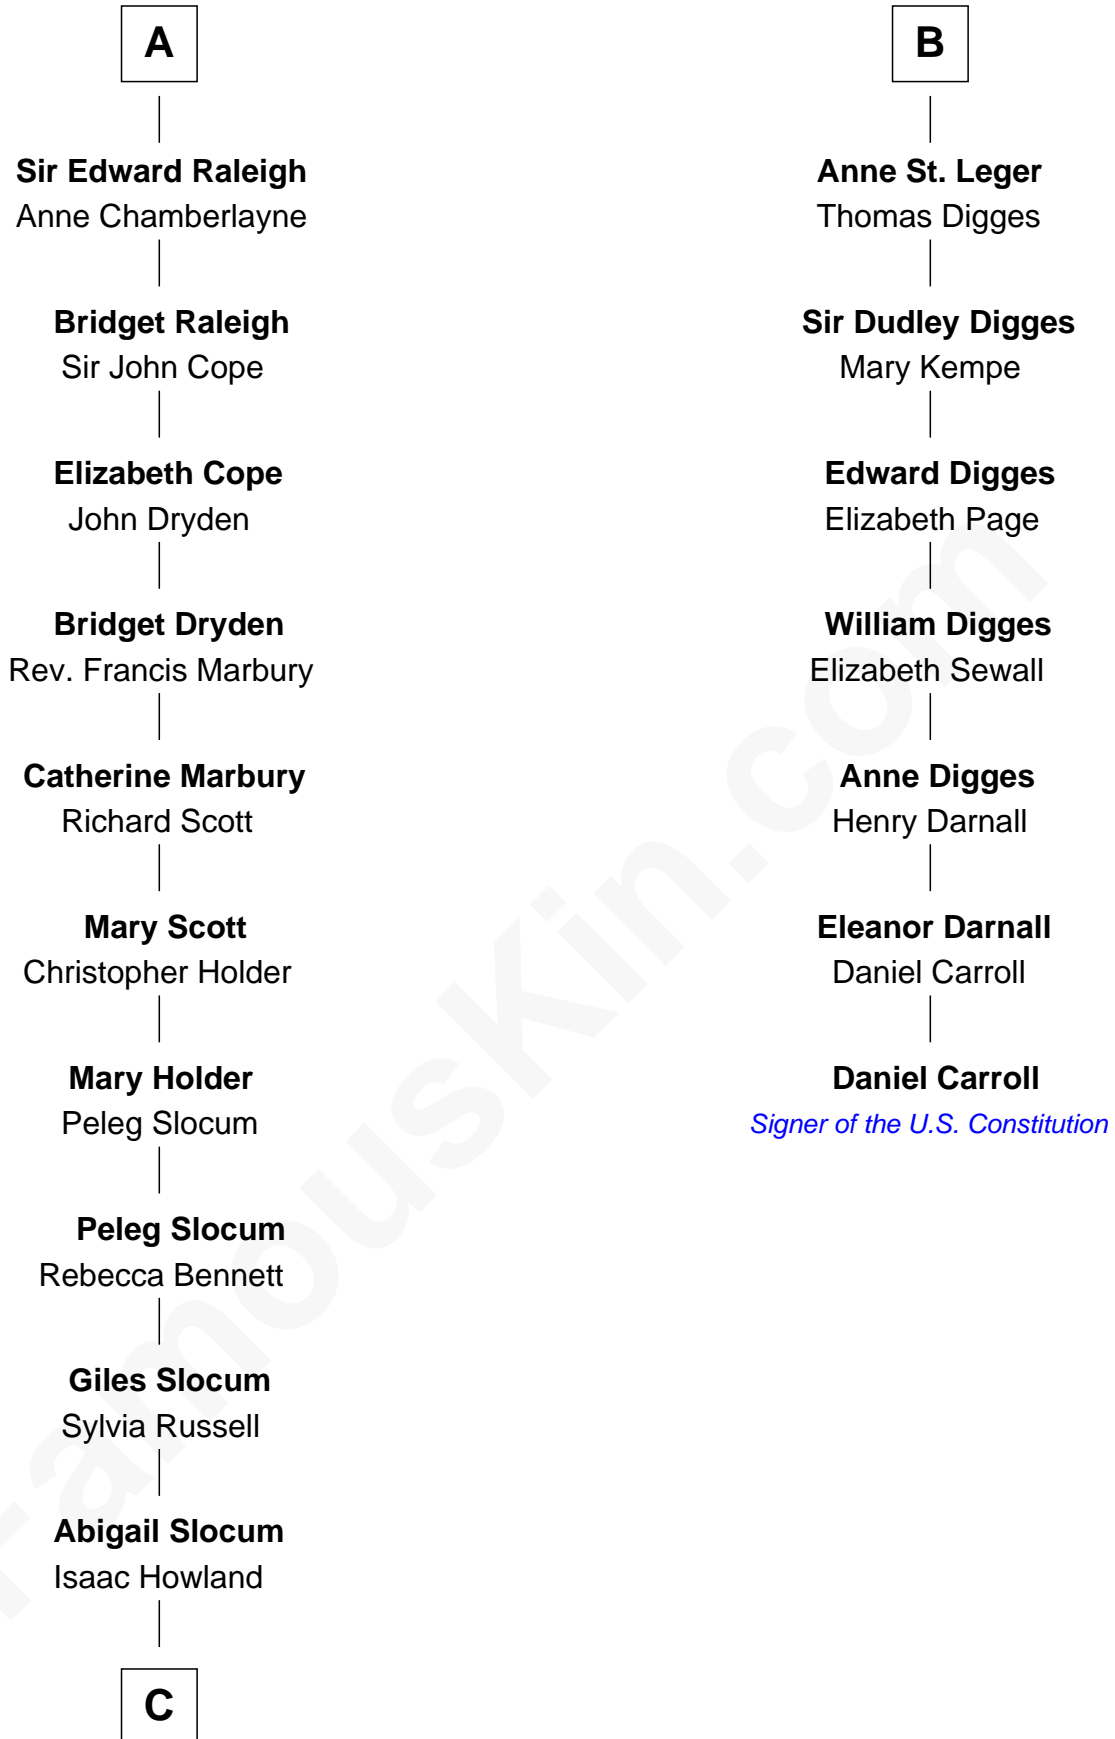 A
Sir Edward Raleigh
Anne Chamberlayne
Bridget Raleigh
Sir John Cope
Elizabeth Cope
John Dryden
Bridget Dryden
Rev. Francis Marbury
Catherine Marbury
Richard Scott
Mary Scott
Christopher Holder
Mary Holder
Peleg Slocum
Peleg Slocum
Rebecca Bennett
Giles Slocum
Sylvia Russell
Abigail Slocum
Isaac Howland
C
B
Anne St. Leger
Thomas Digges
Sir Dudley Digges
Mary Kempe
Edward Digges
Elizabeth Page
William Digges
Elizabeth Sewall
Anne Digges
Henry Darnall
Eleanor Darnall
Daniel Carroll
Daniel Carroll
Signer of the U.S. Constitution
FamousKin.com